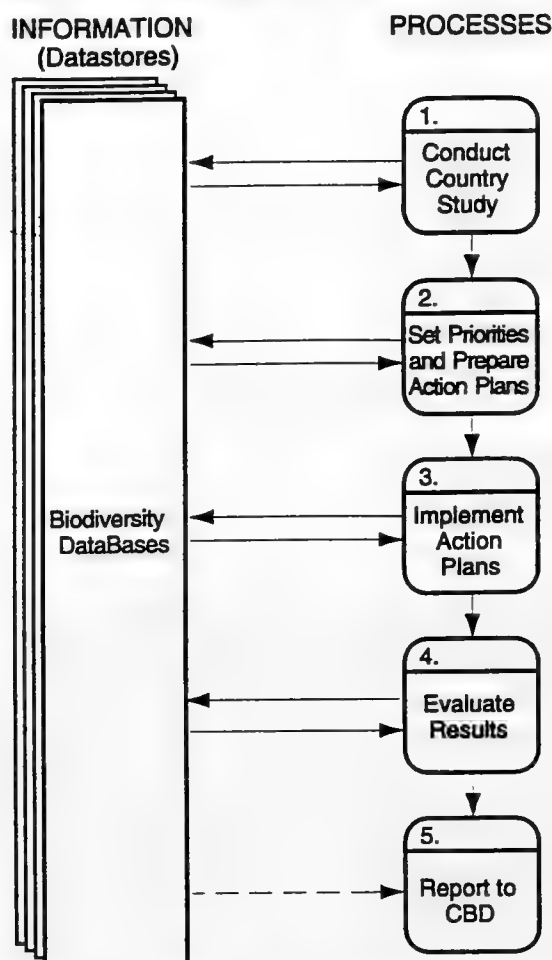 INFORMATION
(Datastores)
PROCESSES
1.
Conduct
Country
Study
2.
Set Priorities
and Prepare
Action Plans
3.
Implement
Action
Plans
Biodiversity
DataBases
4.
Evaluate
Results
5.
Report to
CBD